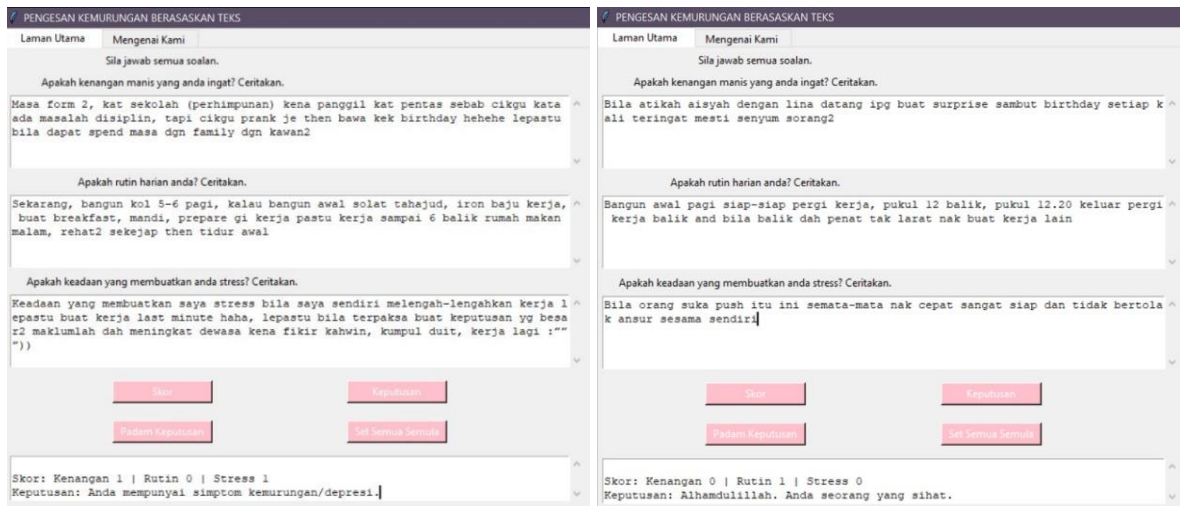 PENGESAN KEMURUNGAN BERASASKAN TEKS
Laman Utama Mengenai Kami
Sila jawab semua soalan.
Apakah kenangan manis yang anda ingat? Ceritakan.
Masa form 2, kat sekolah (perhimpunan) kena panggil kat pentas sebab cikgu kata
ada masalah disiplin, tapi cikgu prank je then bawa kek birthday hehehe lepastu
bila dapat spend masa dgn family dgn kawan2
Apakah rutin harian anda? Ceritakan.
Sekarang, bangun kol 5-6 pagi, kalau bangun awal solat tahajud, iron baju kerja,
buat breakfast, mandi, prepare gi kerja pastu kerja sampai 6 balik rumah makan
malam, rehat2 sekejap then tidur awal
Apakah keadaan yang membuatkan anda stress? Ceritakan.
Keadaan yang membuatkan saya stress bila saya sendiri melengah-lengahkan kerja l
epastu buat kerja last minute haha, lepastu bila terpaksa buat keputusan yg besa
r2 maklumlah dah meningkat dewasa kena fikir kahwin, kumpul duit, kerja lagi :""
"))
Skor Keputusan
Padam Keputusan Set Semua Semula
Skor: Kenangan 1 | Rutin 0 | Stress 1
Keputusan: Anda mempunyai simptom kemurungan/depresi.
PENGESAN KEMURUNGAN BERASASKAN TEKS
Laman Utama Mengenai Kami
Sila jawab semua soalan.
Apakah kenangan manis yang anda ingat? Ceritakan.
Bila atikah aisyah dengan lina datang ipg buat surprise sambut birthday setiap k
ali teringat mesti senyum sorang2
Apakah rutin harian anda? Ceritakan.
Bangun awal pagi siap-siap pergi kerja, pukul 12 balik, pukul 12.20 keluar pergi
kerja balik and bila balik dah penat tak larat nak buat kerja lain
Apakah keadaan yang membuatkan anda stress? Ceritakan.
Bila orang suka push itu ini semata-mata nak cepat sangat siap dan tidak bertola
k ansur sesama sendiri
Skor Keputusan
Padam Keputusan Set Semua Semula
Skor: Kenangan 0 | Rutin 1 | Stress 0
Keputusan: Alhamdulillah. Anda seorang yang sihat.